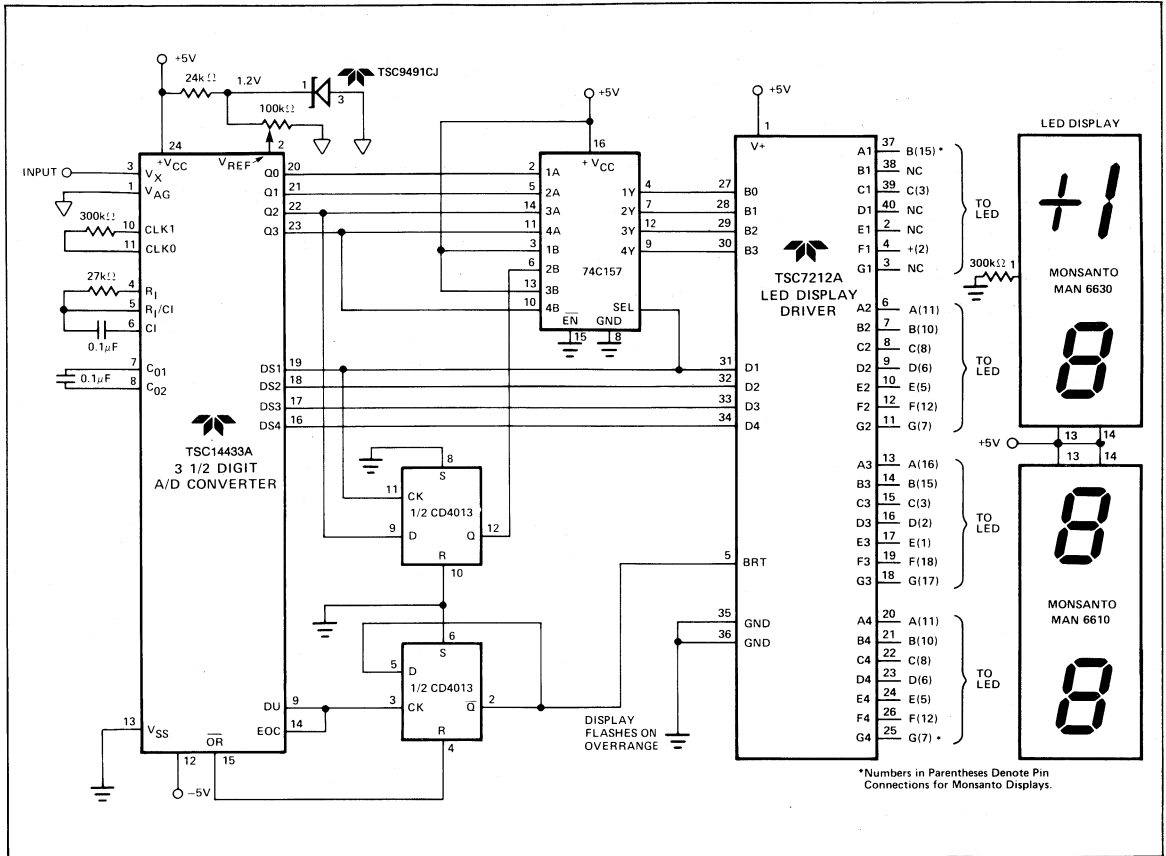 +5V
24kΩ
1.2V
1
3
TSC9491CJ
100kΩ
24
+VCC
2
VREF
INPUT
3
VX
1
VAG
300kΩ
10
CLK1
11
CLK0
27kΩ
4
RI
5
RI/CI
6
CI
0.1μF
7
C01
0.1μF
8
C02
20
Q0
21
Q1
22
Q2
23
Q3
19
DS1
18
DS2
17
DS3
16
DS4
TSC14433A
3 1/2 DIGIT
A/D CONVERTER
DU
9
EOC
14
13
VSS
12
−5V
OR
15
+5V
16
+VCC
2
1A
5
2A
14
3A
11
4A
3
1B
6
2B
13
3B
10
4B
1Y
4
2Y
7
3Y
12
4Y
9
74C157
SEL
EN
GND
15
8
8
S
11
CK
1/2 CD4013
9
D
Q
12
R
10
6
S
5
D
1/2 CD4013
3
CK
Q
2
R
4
DISPLAY
FLASHES ON
OVERRANGE
+5V
1
V+
27
B0
28
B1
29
B2
30
B3
TSC7212A
LED DISPLAY
DRIVER
31
D1
32
D2
33
D3
34
D4
5
BRT
35
GND
36
GND
A1 37 B(15) *
B1 38 NC
C1 39 C(3)
D1 40 NC
E1 2 NC
F1 4 +(2)
G1 3 NC
TO
LED
A2 6 A(11)
B2 7 B(10)
C2 8 C(8)
D2 9 D(6)
E2 10 E(5)
F2 12 F(12)
G2 11 G(7)
TO
LED
A3 13 A(16)
B3 14 B(15)
C3 15 C(3)
D3 16 D(2)
E3 17 E(1)
F3 19 F(18)
G3 18 G(17)
TO
LED
A4 20 A(11)
B4 21 B(10)
C4 22 C(8)
D4 23 D(6)
E4 24 E(5)
F4 26 F(12)
G4 25 G(7) *
TO
LED
LED DISPLAY
+1
300kΩ 1
MONSANTO
MAN 6630
8
+5V
13 14
13 14
8
MONSANTO
MAN 6610
8
*Numbers in Parentheses Denote Pin
Connections for Monsanto Displays.